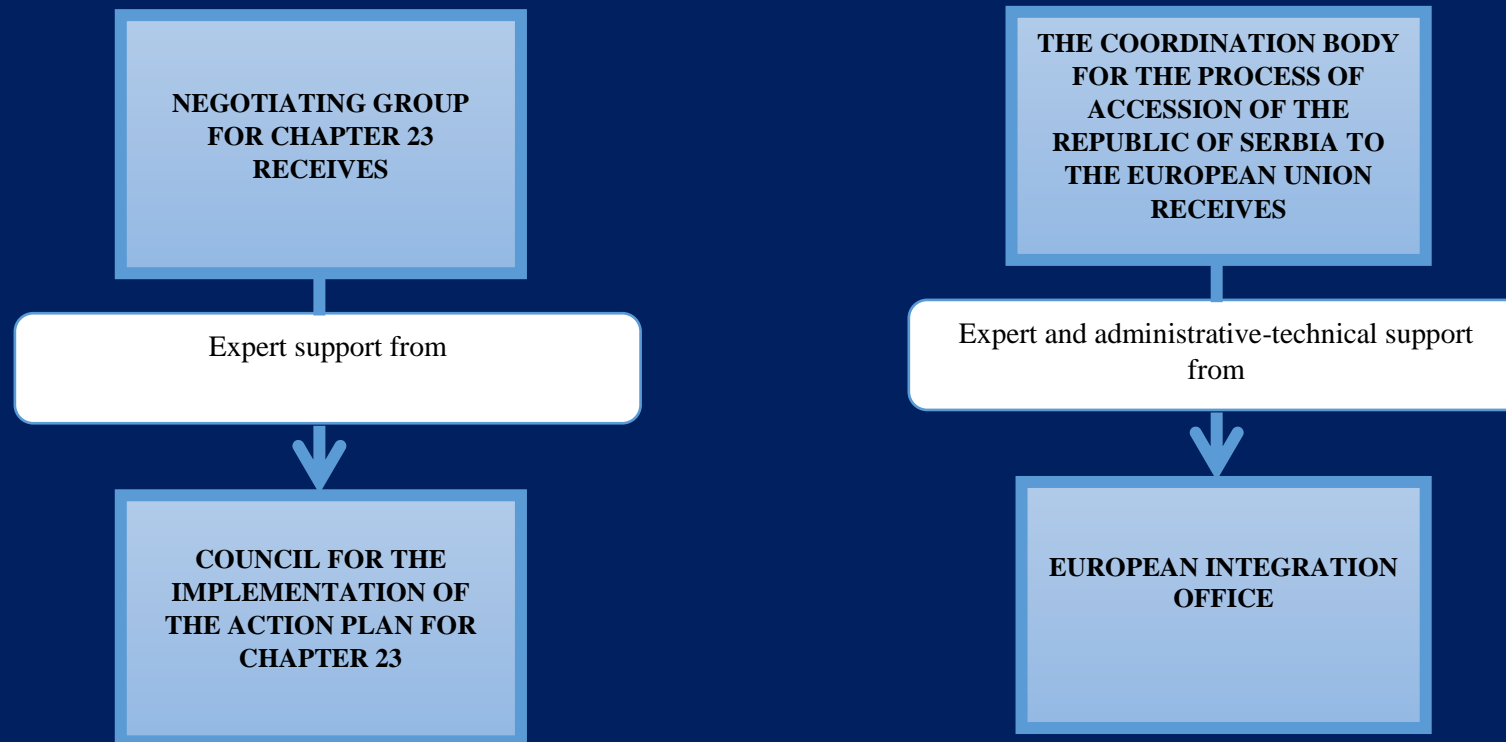 NEGOTIATING GROUP
FOR CHAPTER 23
RECEIVES
Expert support from
COUNCIL FOR THE
IMPLEMENTATION OF
THE ACTION PLAN FOR
CHAPTER 23
THE COORDINATION BODY
FOR THE PROCESS OF
ACCESSION OF THE
REPUBLIC OF SERBIA TO
THE EUROPEAN UNION
RECEIVES
Expert and administrative-technical support
from
EUROPEAN INTEGRATION
OFFICE